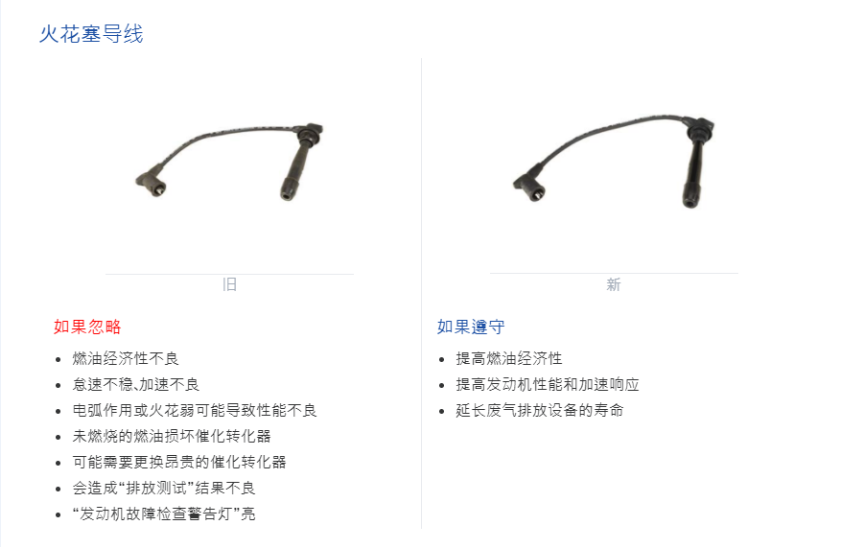 火花塞导线
旧
新
如果忽略
• 燃油经济性不良
• 怠速不稳、加速不良
• 电弧作用或火花弱可能导致性能不良
• 未燃烧的燃油损坏催化转化器
• 可能需要更换昂贵的催化转化器
• 会造成“排放测试”结果不良
• “发动机故障检查警告灯”亮
如果遵守
• 提高燃油经济性
• 提高发动机性能和加速响应
• 延长废气排放设备的寿命